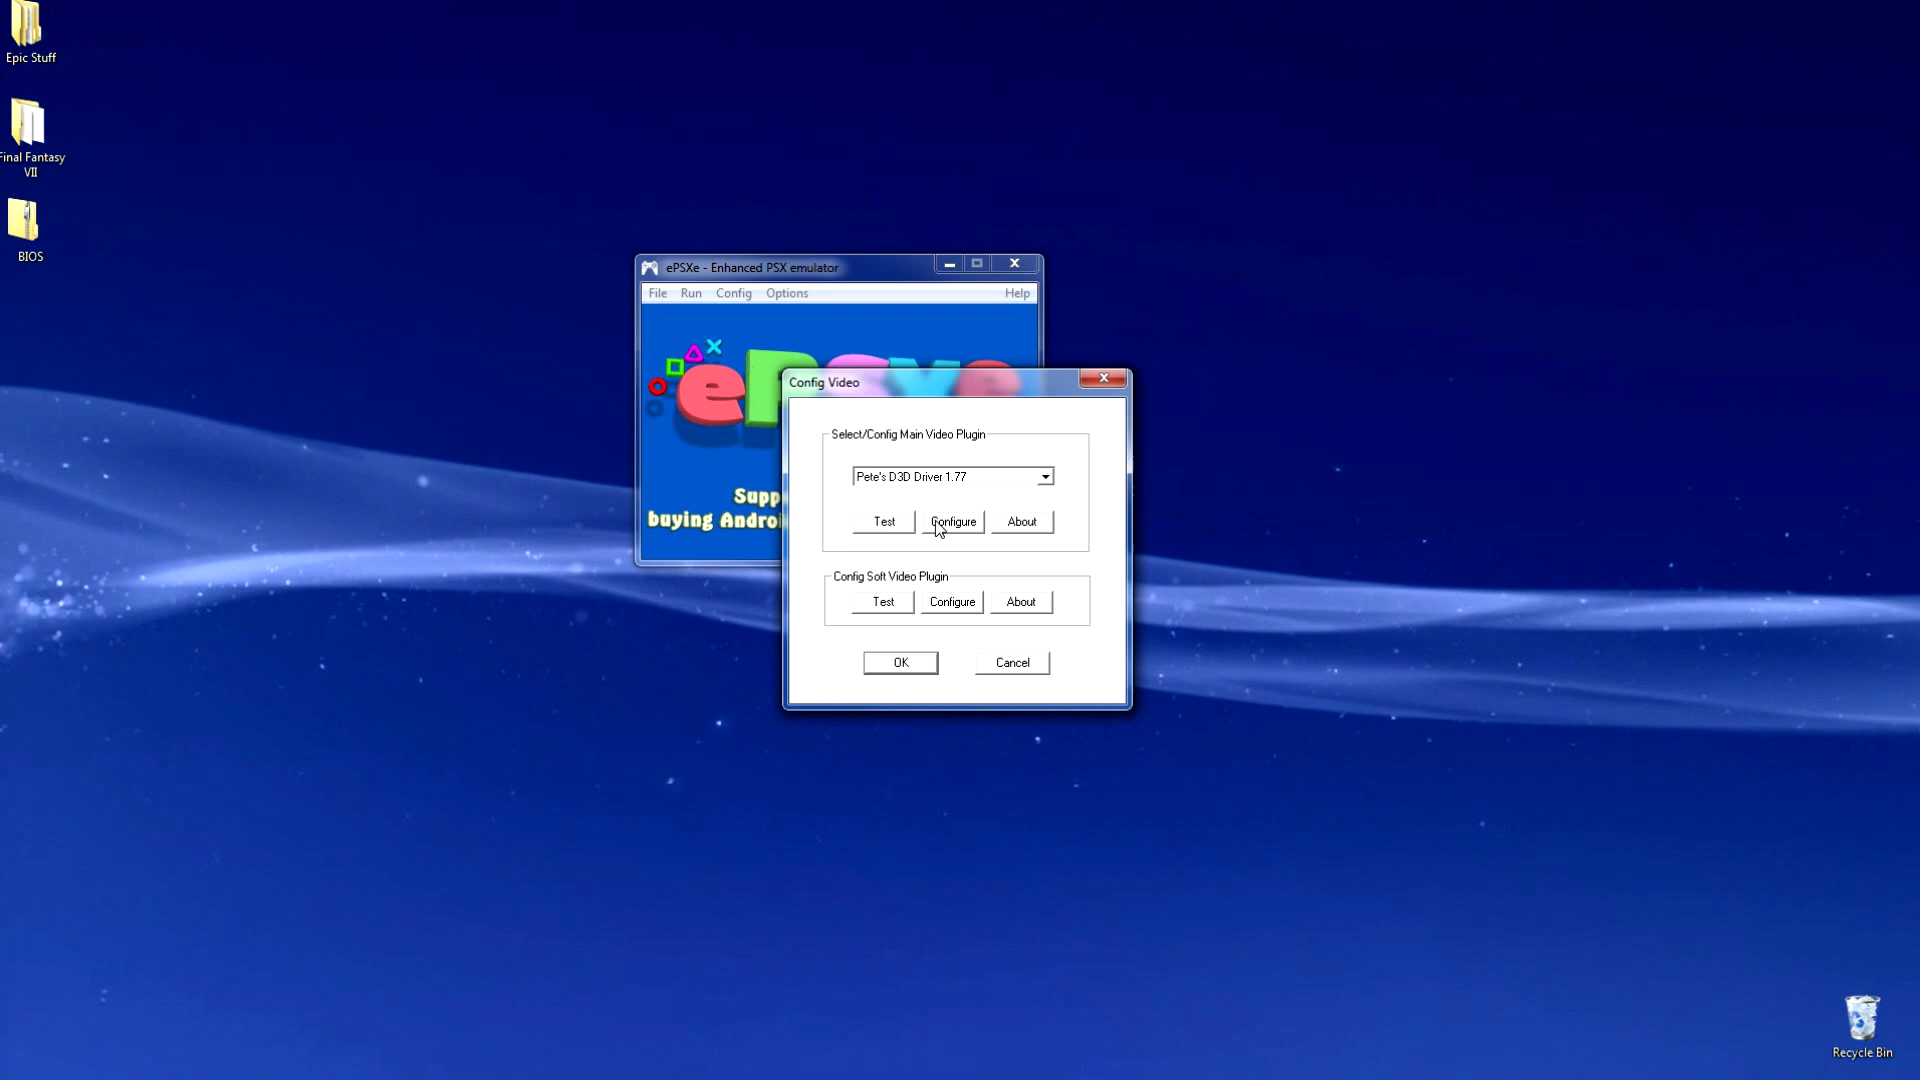 Epic Stuff
Final Fantasy
VII
BIOS
ePSXe - Enhanced PSX emulator
File Run Config Options Help
ePSXe
Supp
buying Androi
Config Video
Select/Config Main Video Plugin
Pete's D3D Driver 1.77
Test Configure About
Config Soft Video Plugin
Test Configure About
OK Cancel
Recycle Bin